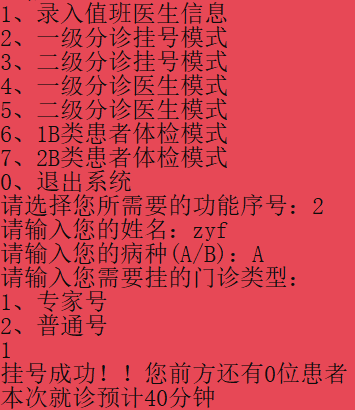 1、录入值班医生信息
2、一级分诊挂号模式
3、二级分诊挂号模式
4、一级分诊医生模式
5、二级分诊医生模式
6、1B类患者体检模式
7、2B类患者体检模式
0、退出系统
请选择您所需要的功能序号：2
请输入您的姓名：zyf
请输入您的病种(A/B)：A
请输入您需要挂的门诊类型：
1、专家号
2、普通号
1
挂号成功！！您前方还有0位患者
本次就诊预计40分钟